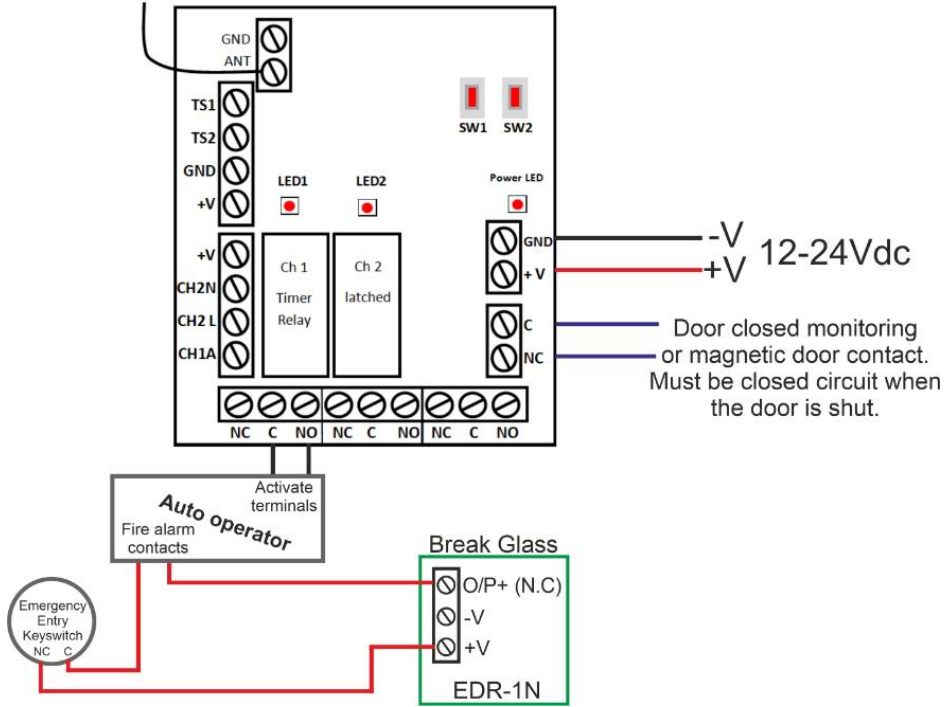 GND
ANT
TS1
TS2
GND
+V
SW1 SW2
LED1 LED2
Power LED
+V
CH2N
CH2 L
CH1A
Ch 1
Timer
Relay
Ch 2
latched
GND
+ V
-V
+V
12-24Vdc
C
NC
Door closed monitoring
or magnetic door contact.
Must be closed circuit when
the door is shut.
NC C NO NC C NO NC C NO
Activate
terminals
Auto operator
Fire alarm
contacts
Break Glass
O/P+ (N.C)
-V
+V
EDR-1N
Emergency
Entry
Keyswitch
NC C